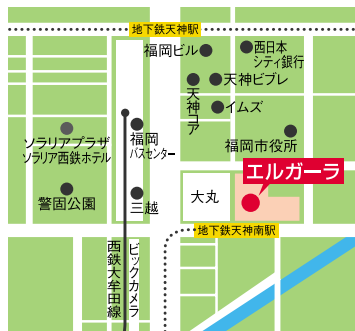 地下鉄天神駅
福岡ビル
西日本
シティ銀行
天神ビブレ
天神コア
イムズ
福岡
バスセンター
福岡市役所
ソラリアプラザ
ソラリア西鉄ホテル
エルガーラ
警固公園
三越
大丸
地下鉄天神南駅
西鉄大牟田線
ビックカメラ